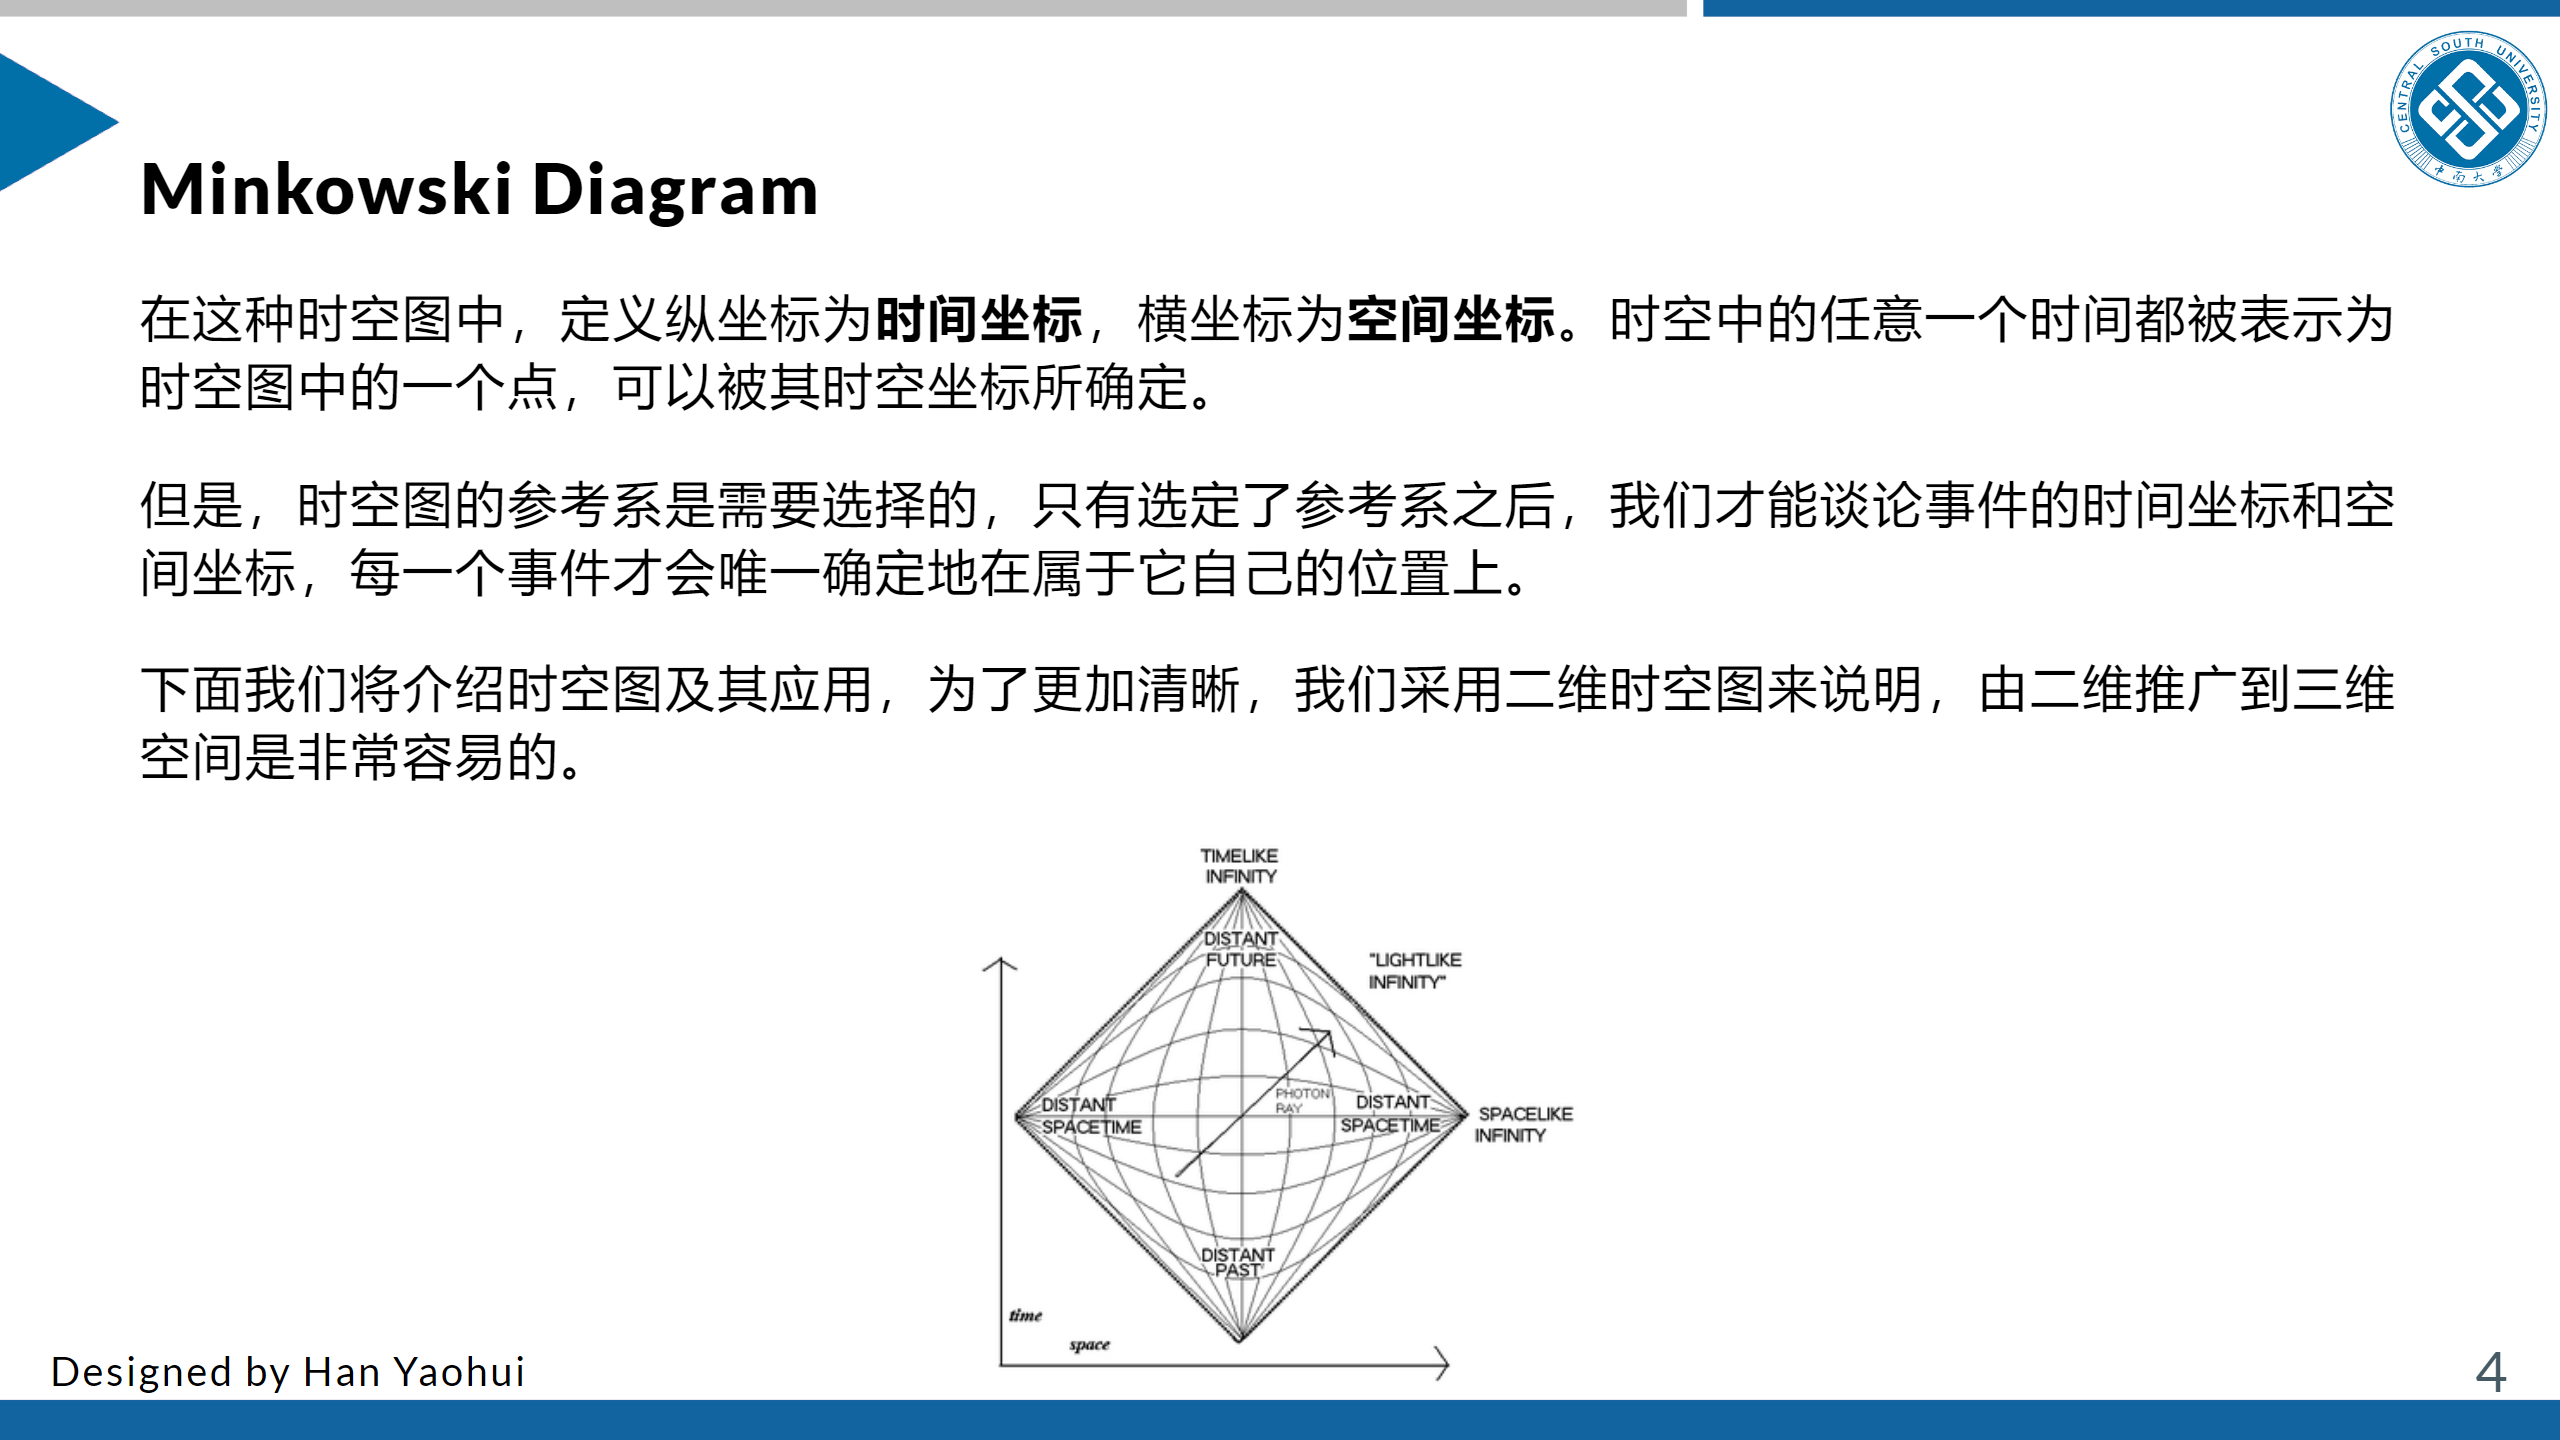 CENTRAL SOUTH UNIVERSITY
中南大学
Minkowski Diagram
在这种时空图中，定义纵坐标为时间坐标，横坐标为空间坐标。时空中的任意一个时间都被表示为
时空图中的一个点，可以被其时空坐标所确定。
但是，时空图的参考系是需要选择的，只有选定了参考系之后，我们才能谈论事件的时间坐标和空
间坐标，每一个事件才会唯一确定地在属于它自己的位置上。
下面我们将介绍时空图及其应用，为了更加清晰，我们采用二维时空图来说明，由二维推广到三维
空间是非常容易的。
TIMELIKE
INFINITY
DISTANT
FUTURE
"LIGHTLIKE
INFINITY"
PHOTON
RAY
DISTANT
SPACETIME
DISTANT
SPACETIME
SPACELIKE
INFINITY
DISTANT
PAST
time
space
Designed by Han Yaohui
4